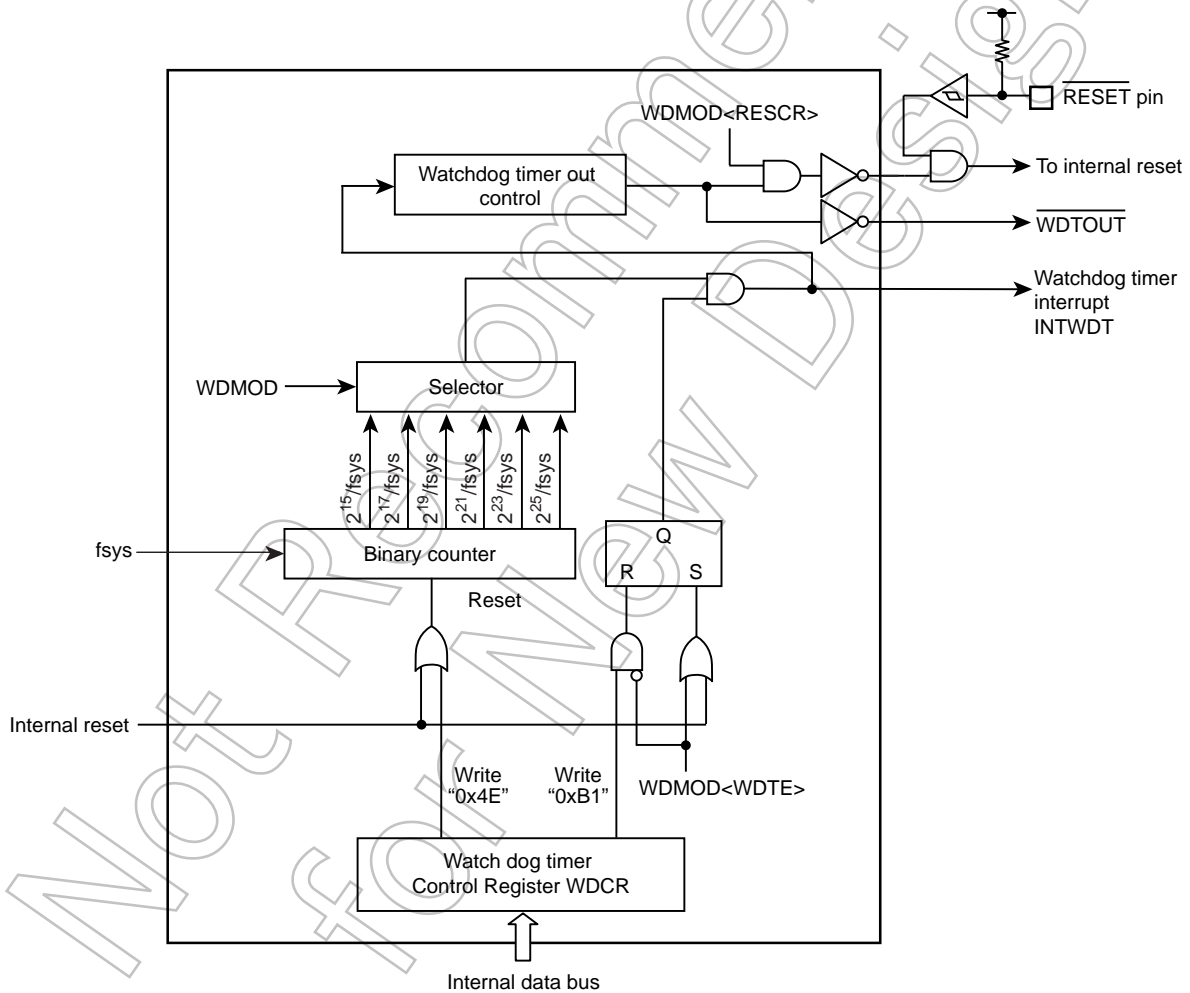 WDMOD<RESCR>
RESET pin
Watchdog timer out
control
To internal reset
WDTOUT
Watchdog timer
interrupt
INTWDT
WDMOD
Selector
2^15/fsys
2^17/fsys
2^19/fsys
2^21/fsys
2^23/fsys
2^25/fsys
fsys
Binary counter
Q
R S
Reset
Internal reset
Write
“0x4E”
Write
“0xB1”
WDMOD<WDTE>
Watch dog timer
Control Register WDCR
Internal data bus
Not Recommended
for New Design